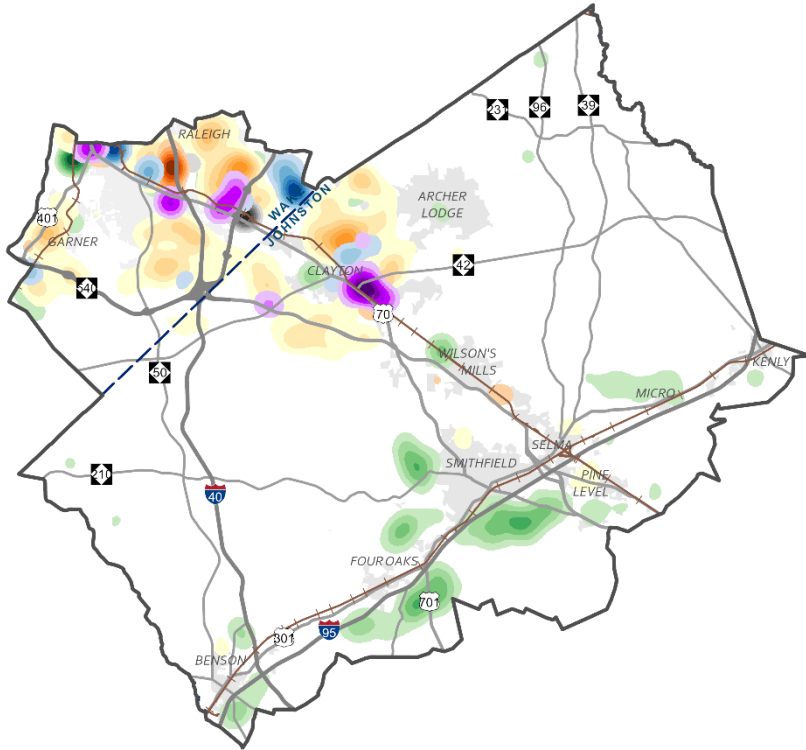 231
96
39
RALEIGH
ARCHER
LODGE
WAKE
JOHNSTON
401
GARNER
CLAYTON
42
540
70
WILSON'S
MILLS
50
KENLY
MICRO
SELMA
SMITHFIELD
PINE
LEVEL
210
40
FOUR OAKS
701
301
95
BENSON